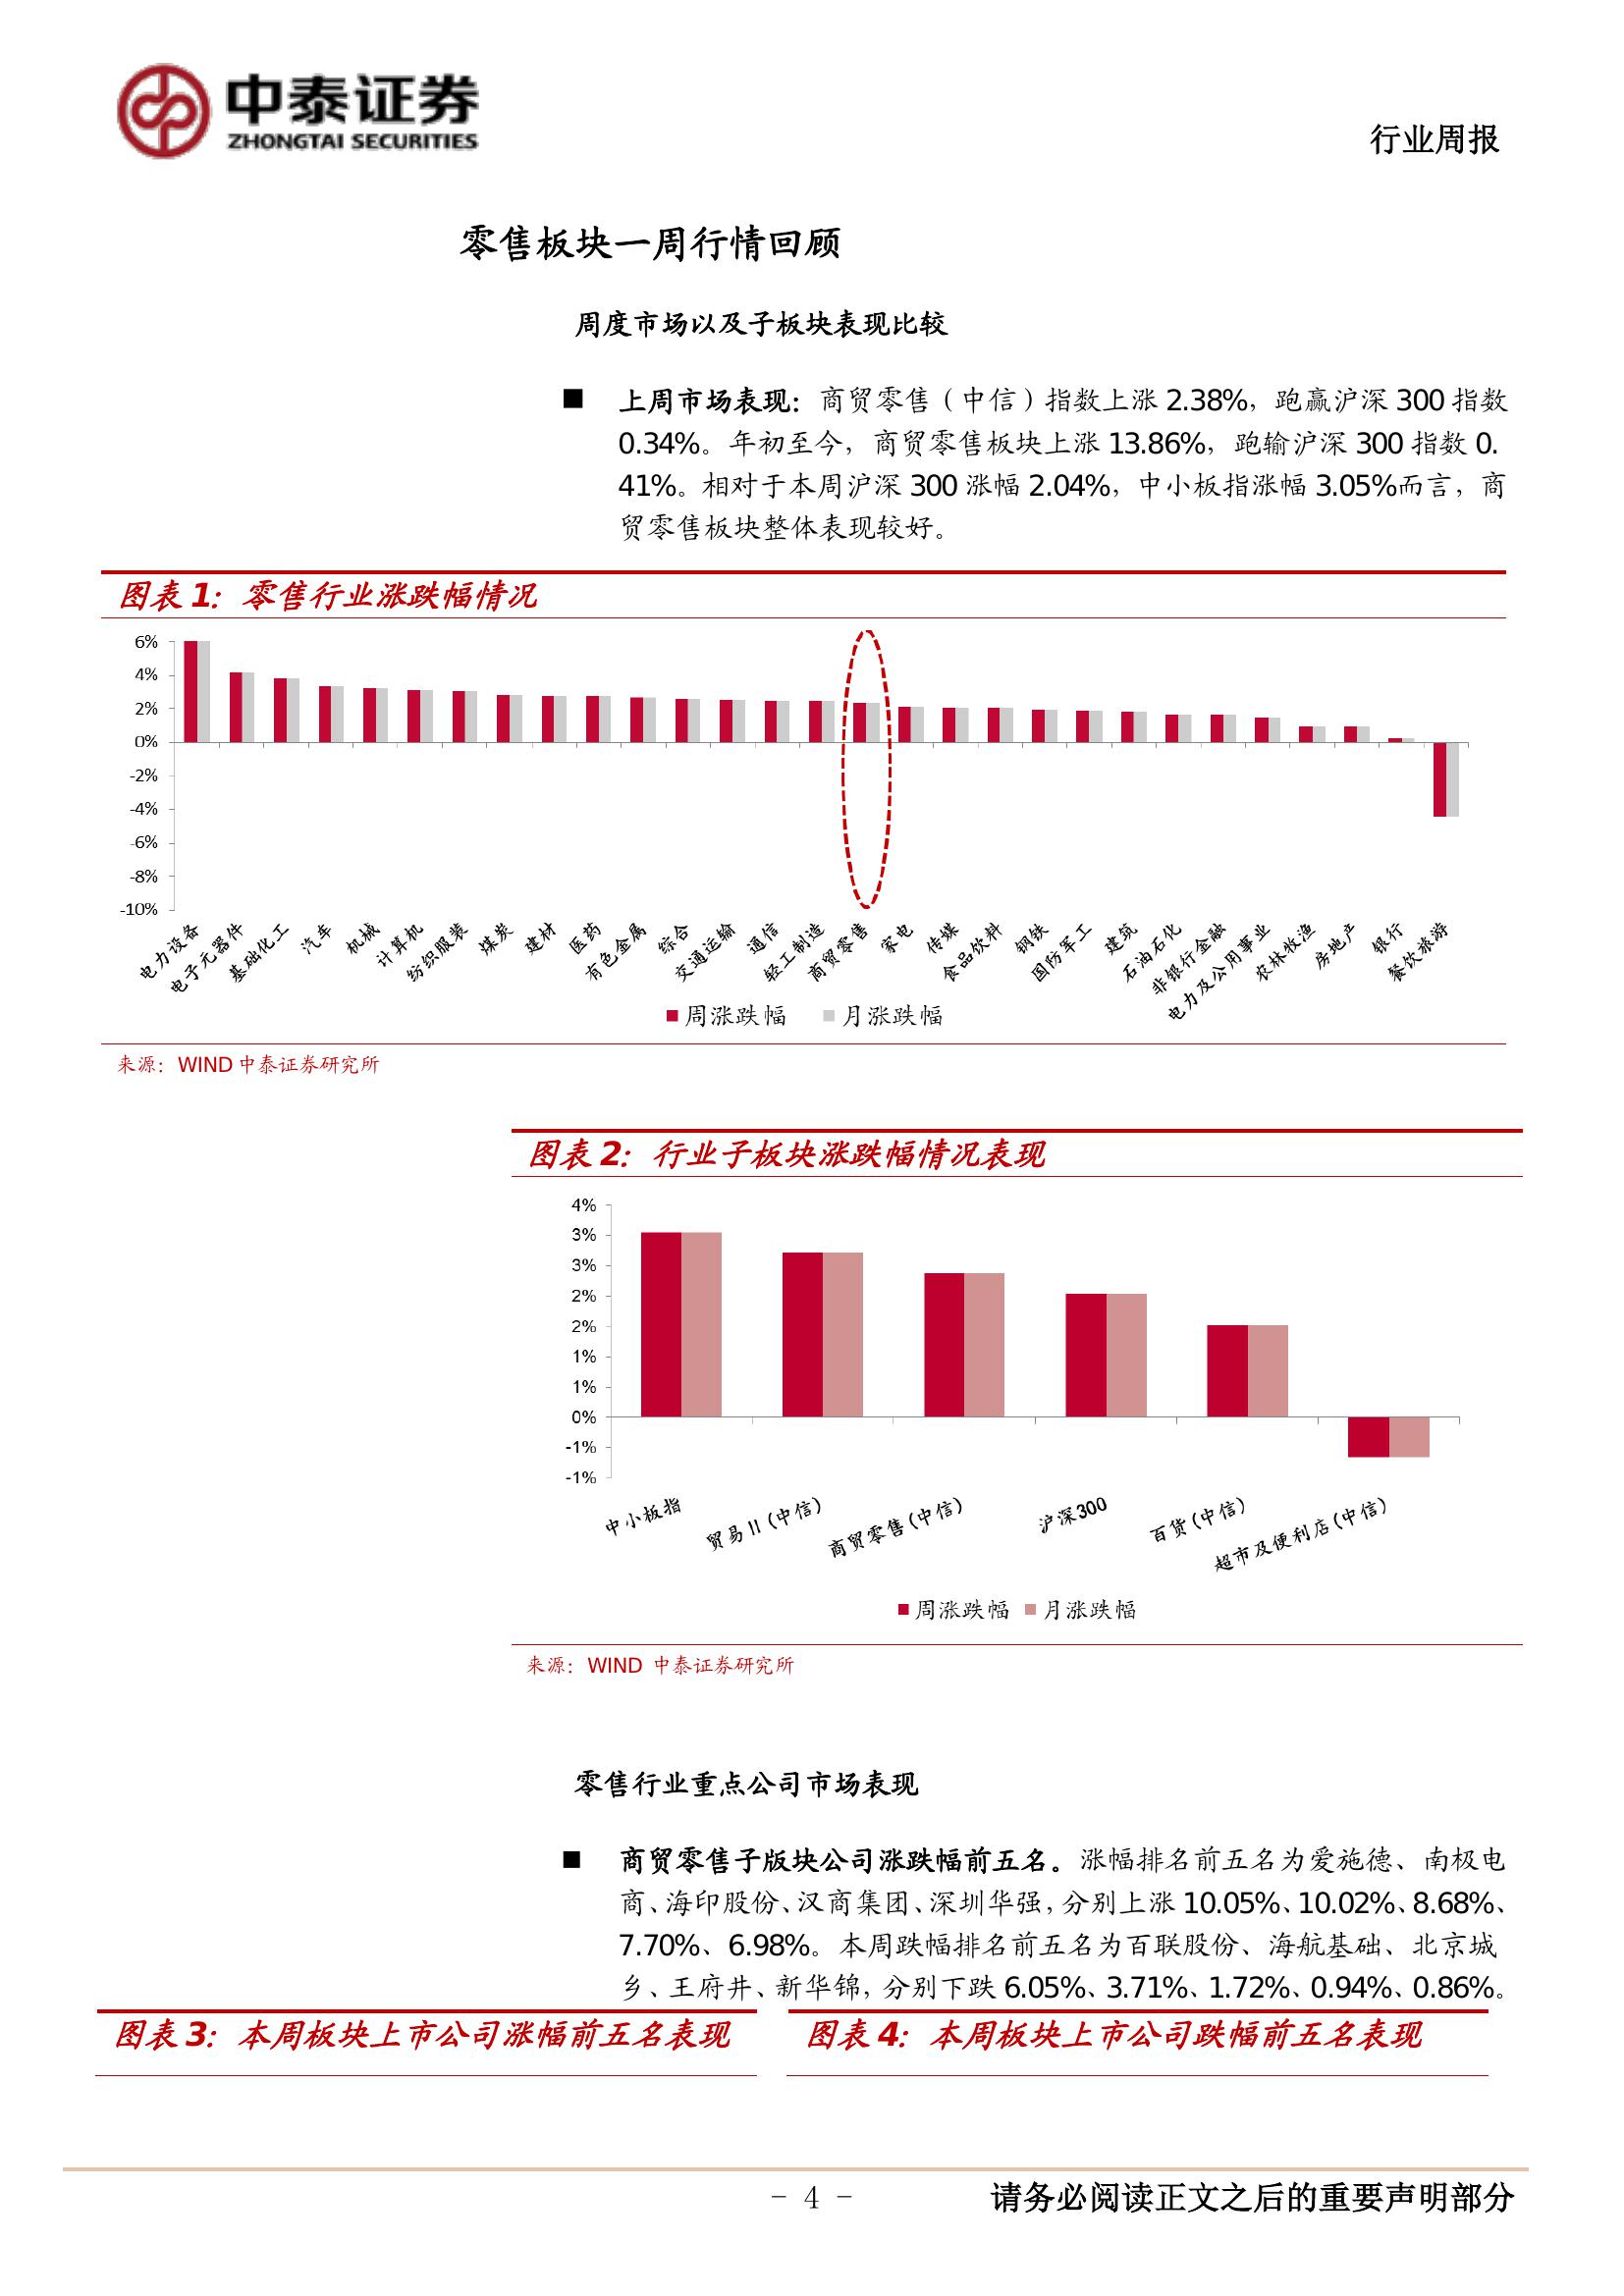 中泰证券
ZHONGTAI SECURITIES
行业周报
零售板块一周行情回顾
周度市场以及子板块表现比较
■ 上周市场表现：商贸零售（中信）指数上涨 2.38%，跑赢沪深 300 指数
0.34%。年初至今，商贸零售板块上涨 13.86%，跑输沪深 300 指数 0.
41%。相对于本周沪深 300 涨幅 2.04%，中小板指涨幅 3.05%而言，商
贸零售板块整体表现较好。
图表 1：零售行业涨跌幅情况
6%
4%
2%
0%
-2%
-4%
-6%
-8%
-10%
电力设备
电子元器件
基础化工
汽车
机械
计算机
纺织服装
煤炭
建材
医药
有色金属
综合
交通运输
通信
轻工制造
商贸零售
家电
传媒
食品饮料
钢铁
国防军工
建筑
石油石化
非银行金融
电力及公用事业
农林牧渔
房地产
银行
餐饮旅游
周涨跌幅 月涨跌幅
来源：WIND 中泰证券研究所
图表 2：行业子板块涨跌幅情况表现
4%
3%
3%
2%
2%
1%
1%
0%
-1%
-1%
中小板指
贸易Ⅱ(中信)
商贸零售(中信)
沪深300
百货(中信)
超市及便利店(中信)
周涨跌幅 月涨跌幅
来源：WIND 中泰证券研究所
零售行业重点公司市场表现
■ 商贸零售子版块公司涨跌幅前五名。涨幅排名前五名为爱施德、南极电
商、海印股份、汉商集团、深圳华强，分别上涨 10.05%、10.02%、8.68%、
7.70%、6.98%。本周跌幅排名前五名为百联股份、海航基础、北京城
乡、王府井、新华锦，分别下跌 6.05%、3.71%、1.72%、0.94%、0.86%。
图表 3：本周板块上市公司涨幅前五名表现
图表 4：本周板块上市公司跌幅前五名表现
- 4 -
请务必阅读正文之后的重要声明部分